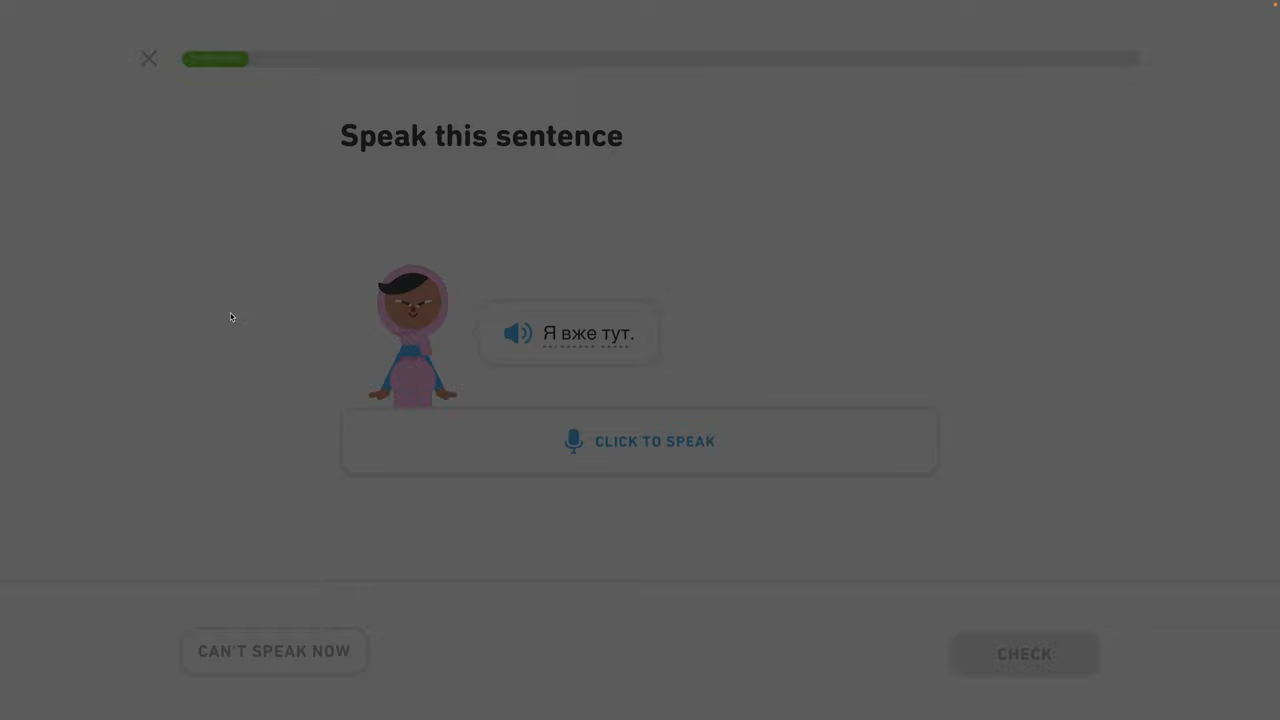 Speak this sentence
Я вже тут.
CLICK TO SPEAK
CAN'T SPEAK NOW
CHECK